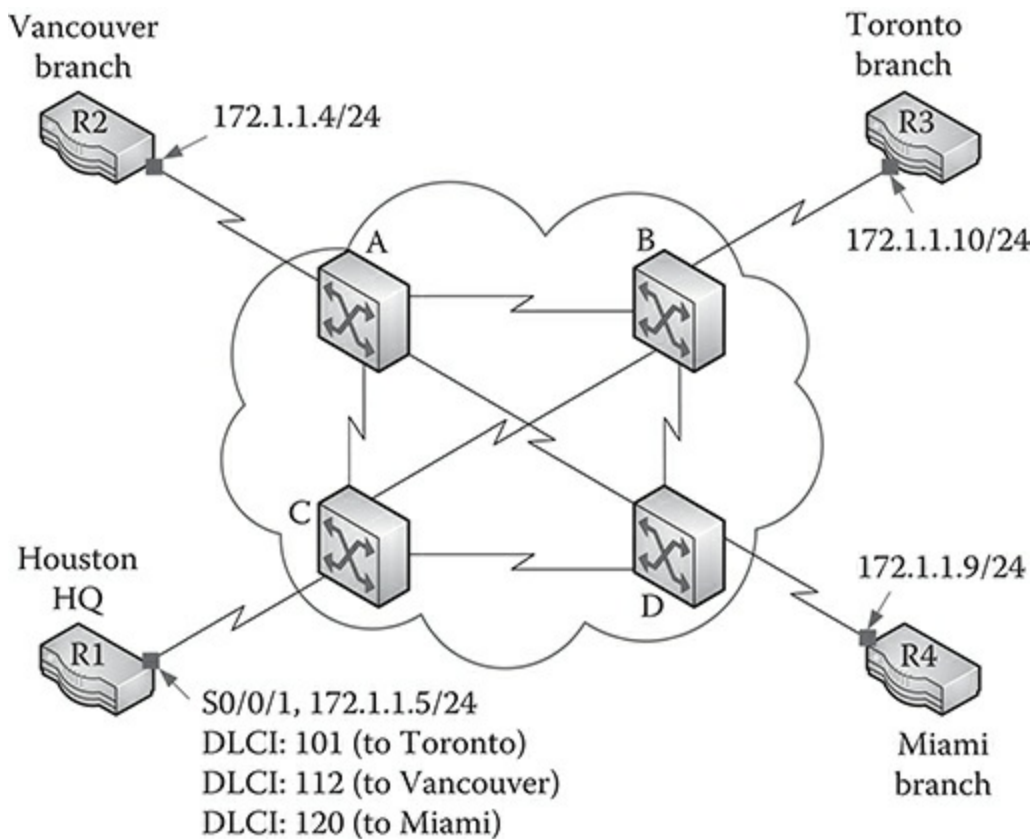 Vancouver
branch
R2
172.1.1.4/24
Toronto
branch
R3
172.1.1.10/24
A
B
C
D
Houston
HQ
R1
S0/0/1, 172.1.1.5/24
DLCI: 101 (to Toronto)
DLCI: 112 (to Vancouver)
DLCI: 120 (to Miami)
172.1.1.9/24
R4
Miami
branch